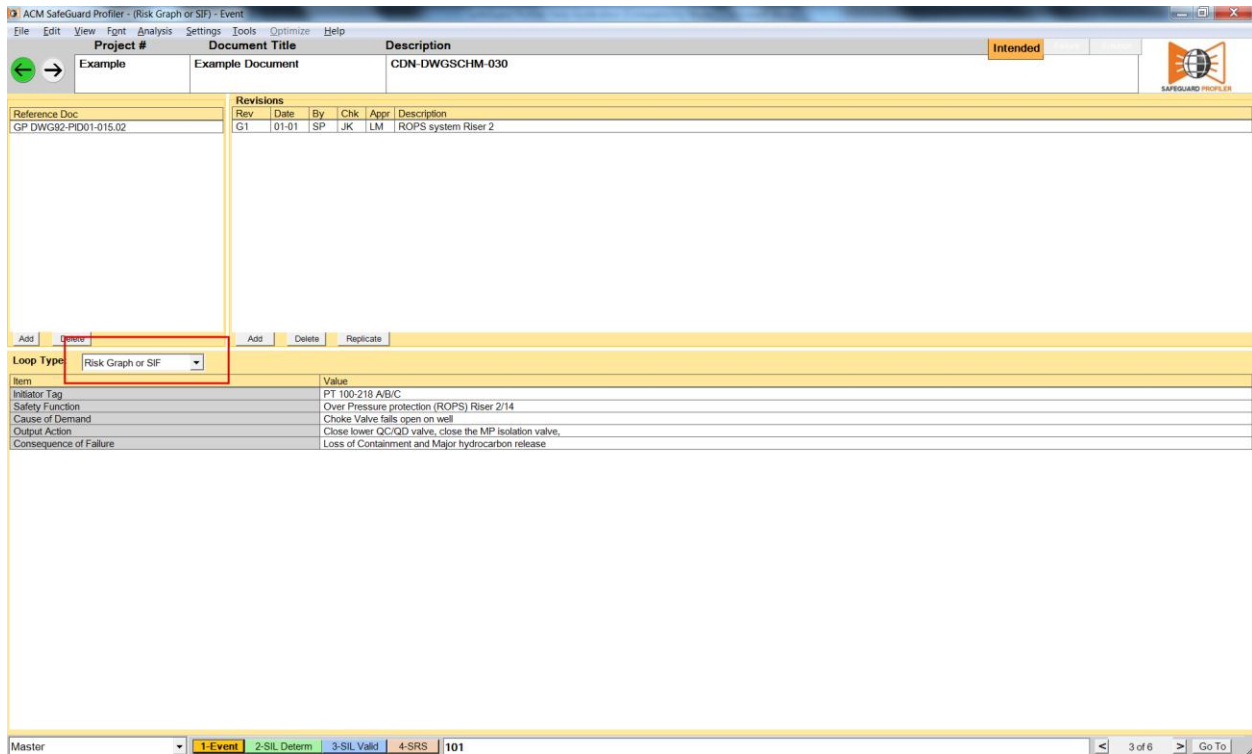 ACM SafeGuard Profiler - (Risk Graph or SIF) - Event
File Edit View Font Analysis Settings Tools Optimize Help
Project # Document Title Description Intended
Example Example Document CDN-DWGSCHM-030
SAFEGUARD PROFILER
Revisions
Reference Doc Rev Date By Chk Appr Description
GP DWG92-PID01-015.02 G1 01-01 SP JK LM ROPS system Riser 2
Add Delete Add Delete Replicate
Loop Type Risk Graph or SIF
Item Value
Initiator Tag PT 100-218 A/B/C
Safety Function Over Pressure protection (ROPS) Riser 2/14
Cause of Demand Choke Valve fails open on well
Output Action Close lower QC/QD valve, close the MP isolation valve,
Consequence of Failure Loss of Containment and Major hydrocarbon release
Master 1-Event 2-SIL Determ 3-SIL Valid 4-SRS 101 < 3 of 6 > Go To